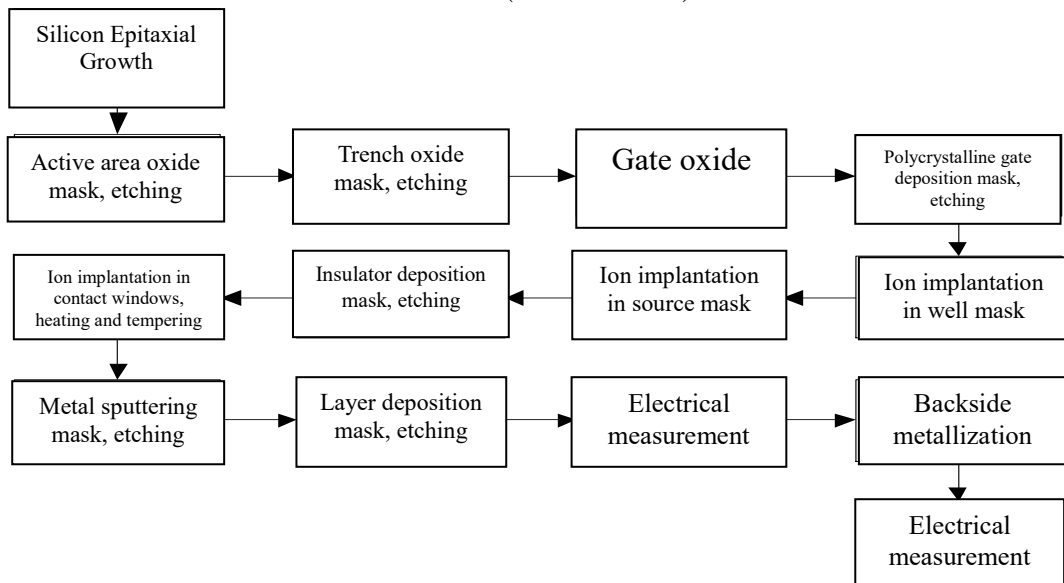 Silicon Epitaxial
Growth
Active area oxide
mask, etching
Trench oxide
mask, etching
Gate oxide
Polycrystalline gate
deposition mask,
etching
Ion implantation
in well mask
Ion implantation
in source mask
Insulator deposition
mask, etching
Ion implantation in
contact windows,
heating and tempering
Metal sputtering
mask, etching
Layer deposition
mask, etching
Electrical
measurement
Backside
metallization
Electrical
measurement